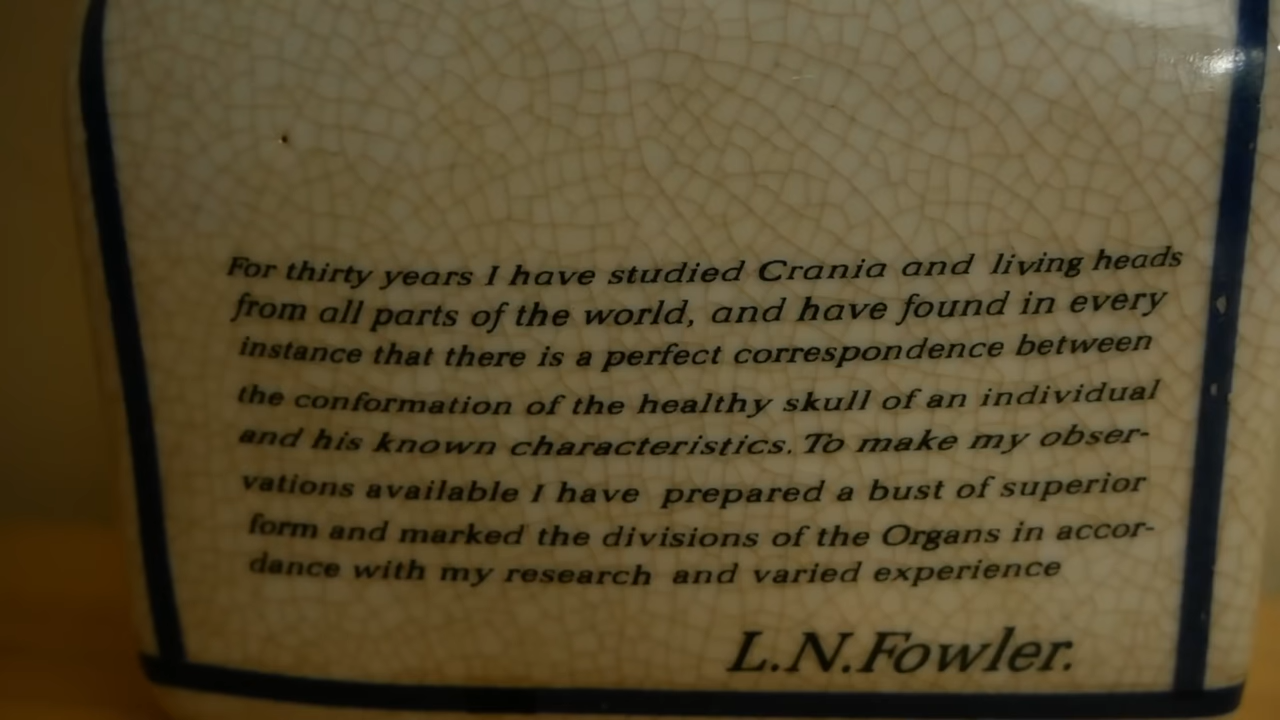 For thirty years I have studied Crania and living heads
from all parts of the world, and have found in every
instance that there is a perfect correspondence between
the conformation of the healthy skull of an individual
and his known characteristics. To make my obser-
vations available I have prepared a bust of superior
form and marked the divisions of the Organs in accor-
dance with my research and varied experience
L.N.Fowler.